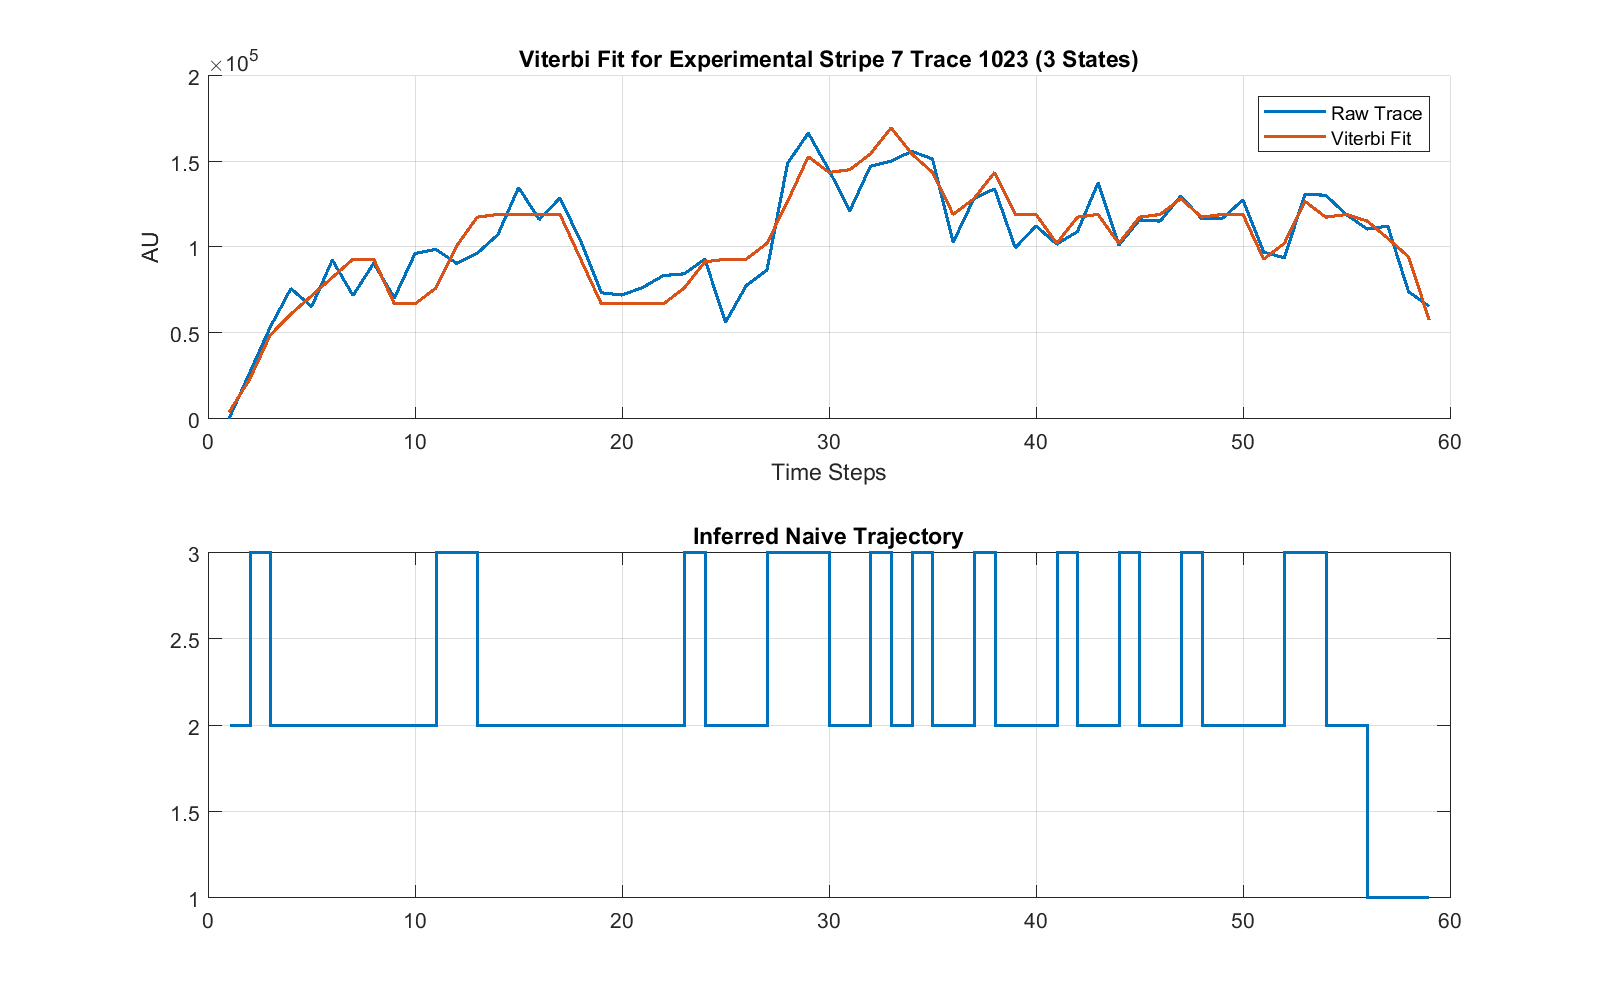 Viterbi Fit for Experimental Stripe 7 Trace 1023 (3 States)
×10^5
2
1.5
1
0.5
0
AU
Raw Trace
Viterbi Fit
0 10 20 30 40 50 60
Time Steps
Inferred Naive Trajectory
3
2.5
2
1.5
1
0 10 20 30 40 50 60